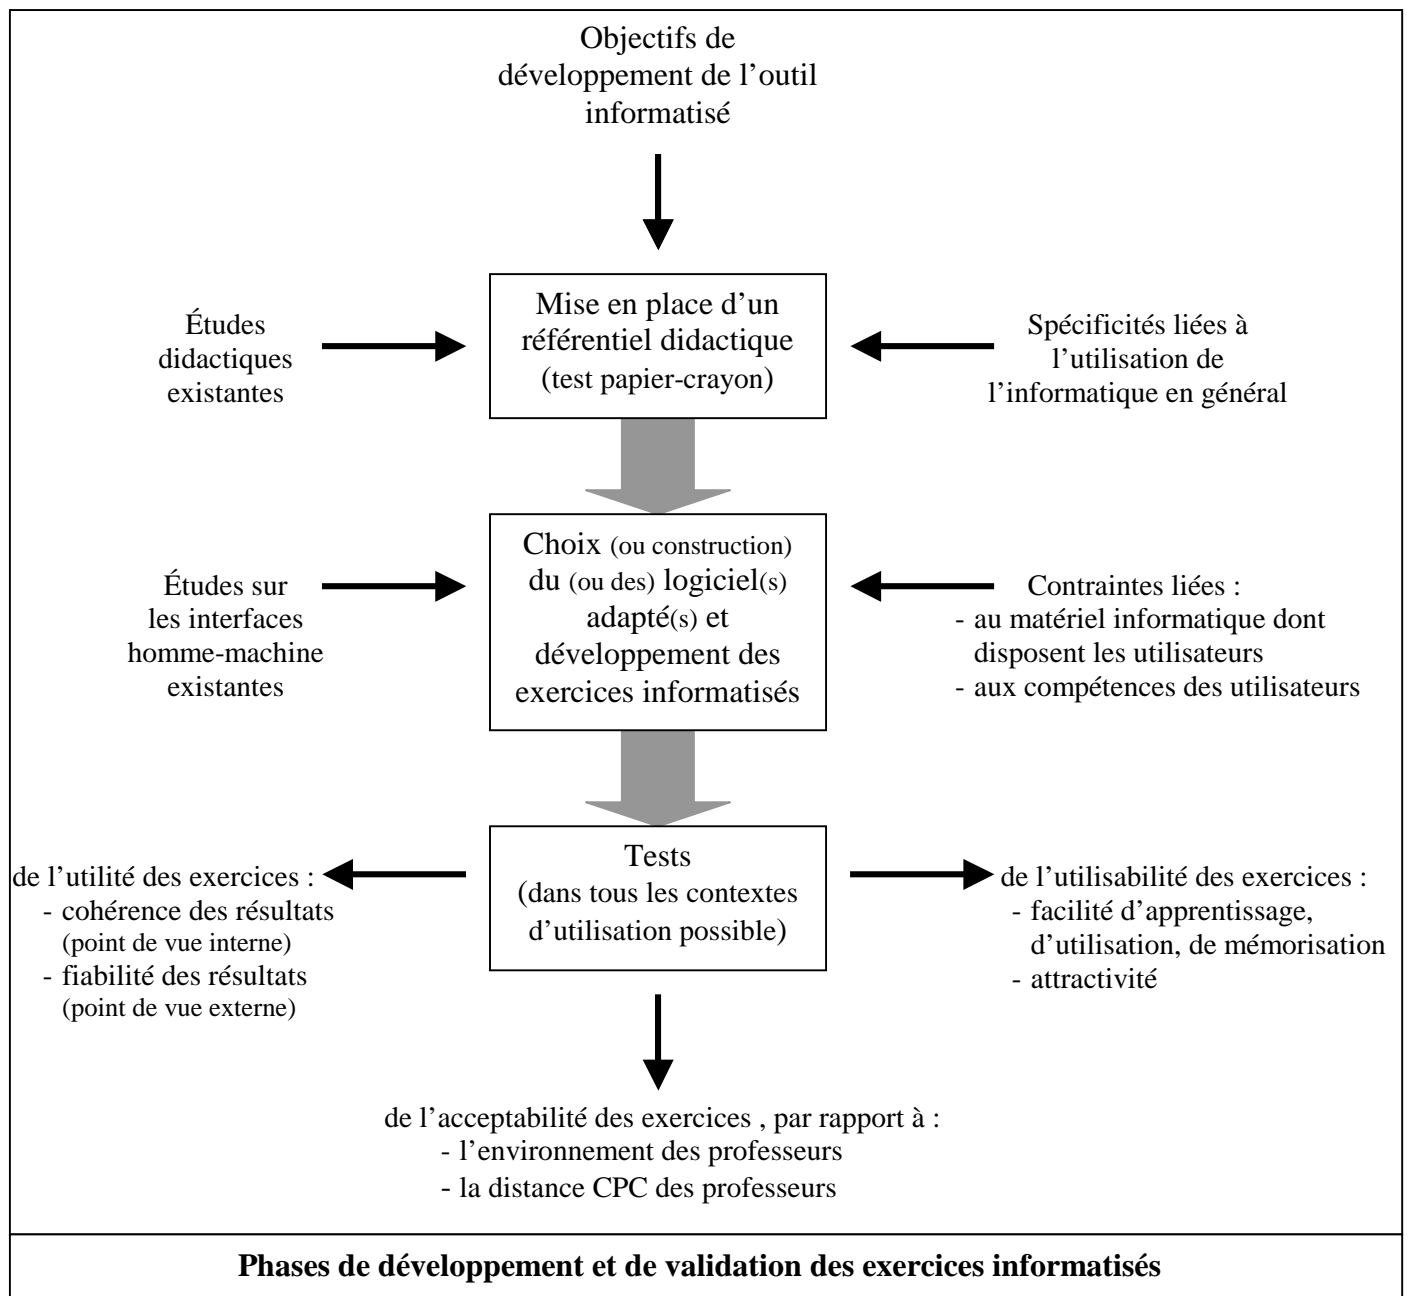 Objectifs de
développement de l’outil
informatisé
Études
didactiques
existantes
Mise en place d’un
référentiel didactique
(test papier-crayon)
Spécificités liées à
l’utilisation de
l’informatique en général
Études sur
les interfaces
homme-machine
existantes
Choix (ou construction)
du (ou des) logiciel(s)
adapté(s) et
développement des
exercices informatisés
Contraintes liées :
- au matériel informatique dont
disposent les utilisateurs
- aux compétences des utilisateurs
de l’utilité des exercices :
- cohérence des résultats
(point de vue interne)
- fiabilité des résultats
(point de vue externe)
Tests
(dans tous les contextes
d’utilisation possible)
de l’utilisabilité des exercices :
- facilité d’apprentissage,
d’utilisation, de mémorisation
- attractivité
de l’acceptabilité des exercices , par rapport à :
- l’environnement des professeurs
- la distance CPC des professeurs
Phases de développement et de validation des exercices informatisés